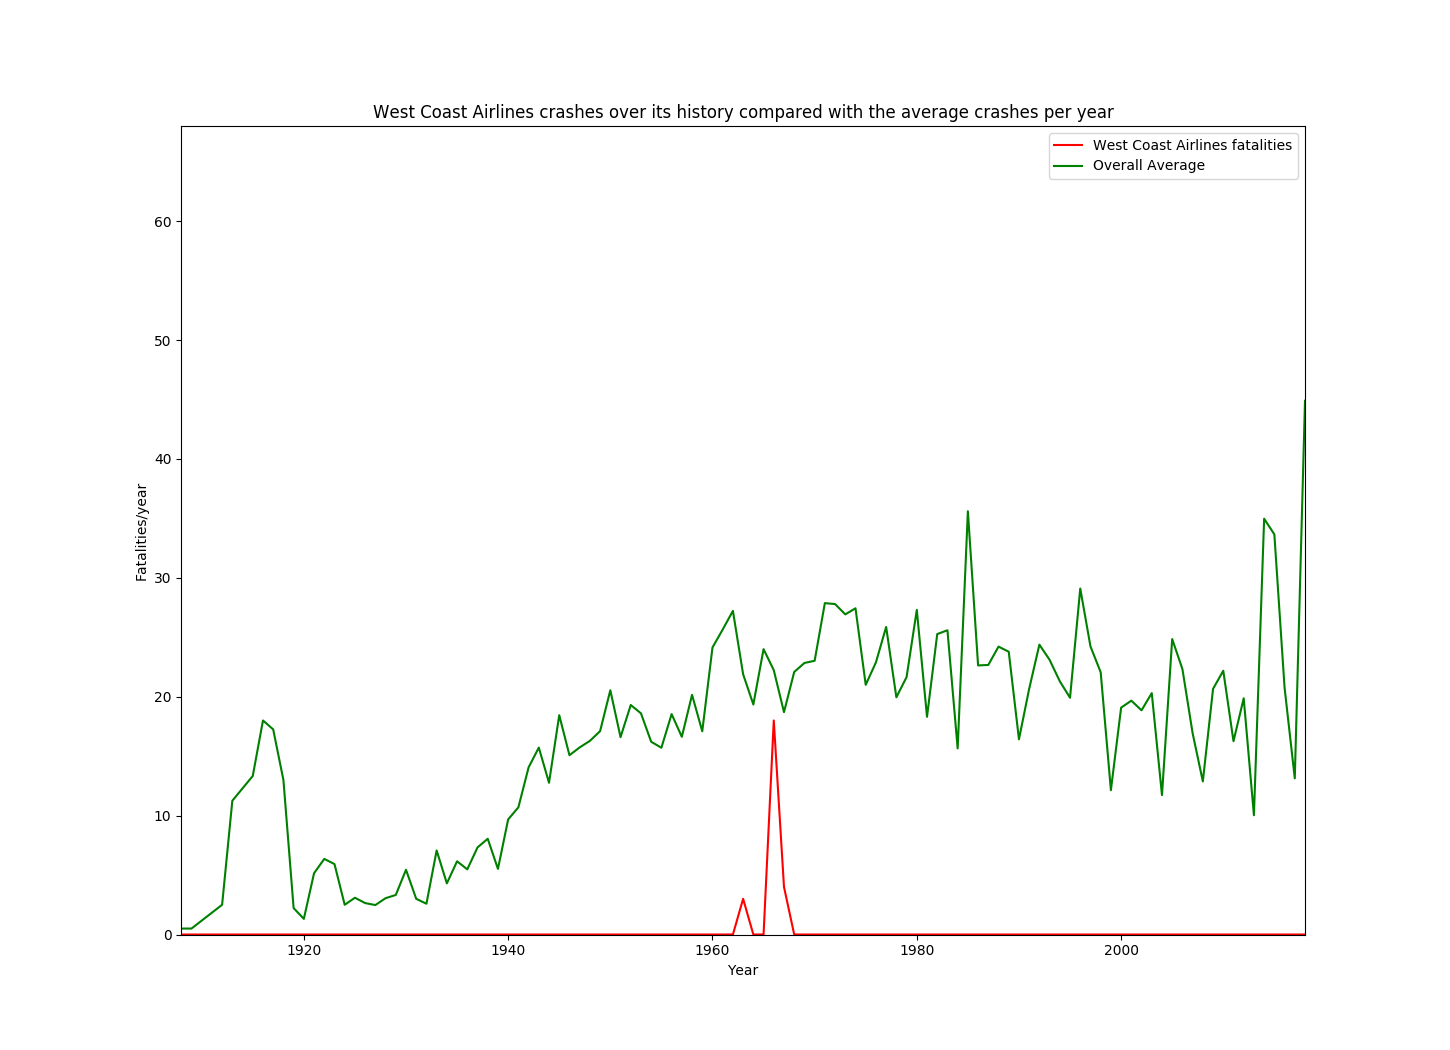 West Coast Airlines crashes over its history compared with the average crashes per year
West Coast Airlines fatalities
Overall Average
60
50
40
30
20
10
0
Fatalities/year
1920 1940 1960 1980 2000
Year